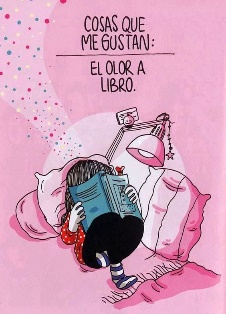 COSAS QUE
ME GUSTAN:
EL OLOR A
LIBRO.